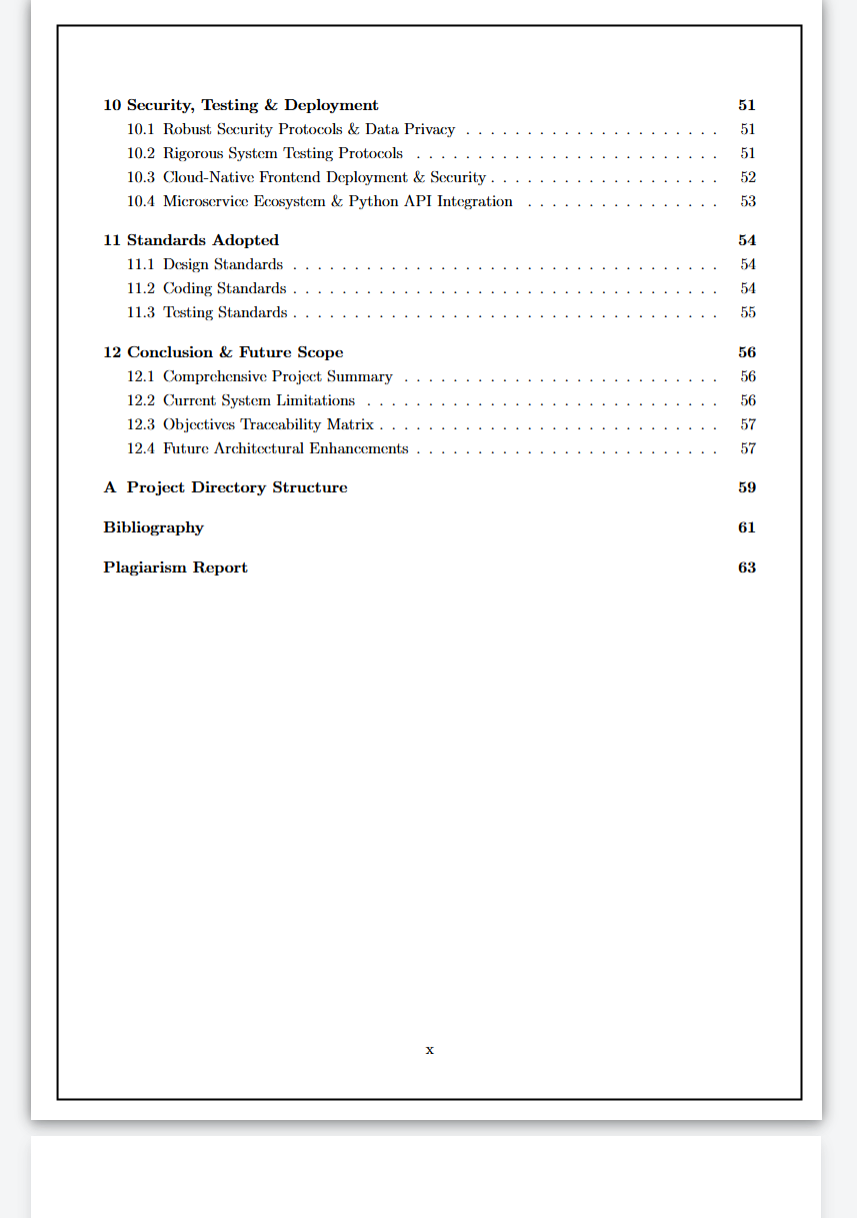 10 Security, Testing & Deployment 51
10.1 Robust Security Protocols & Data Privacy . . . . . . . . . . . . . . . . . . . . . 51
10.2 Rigorous System Testing Protocols . . . . . . . . . . . . . . . . . . . . . . . . . 51
10.3 Cloud-Native Frontend Deployment & Security . . . . . . . . . . . . . . . . . . . 52
10.4 Microservice Ecosystem & Python API Integration . . . . . . . . . . . . . . . . 53
11 Standards Adopted 54
11.1 Design Standards . . . . . . . . . . . . . . . . . . . . . . . . . . . . . . . . . . . 54
11.2 Coding Standards . . . . . . . . . . . . . . . . . . . . . . . . . . . . . . . . . . . 54
11.3 Testing Standards . . . . . . . . . . . . . . . . . . . . . . . . . . . . . . . . . . . 55
12 Conclusion & Future Scope 56
12.1 Comprehensive Project Summary . . . . . . . . . . . . . . . . . . . . . . . . . . 56
12.2 Current System Limitations . . . . . . . . . . . . . . . . . . . . . . . . . . . . . 56
12.3 Objectives Traceability Matrix . . . . . . . . . . . . . . . . . . . . . . . . . . . . 57
12.4 Future Architectural Enhancements . . . . . . . . . . . . . . . . . . . . . . . . . 57
A Project Directory Structure 59
Bibliography 61
Plagiarism Report 63
x